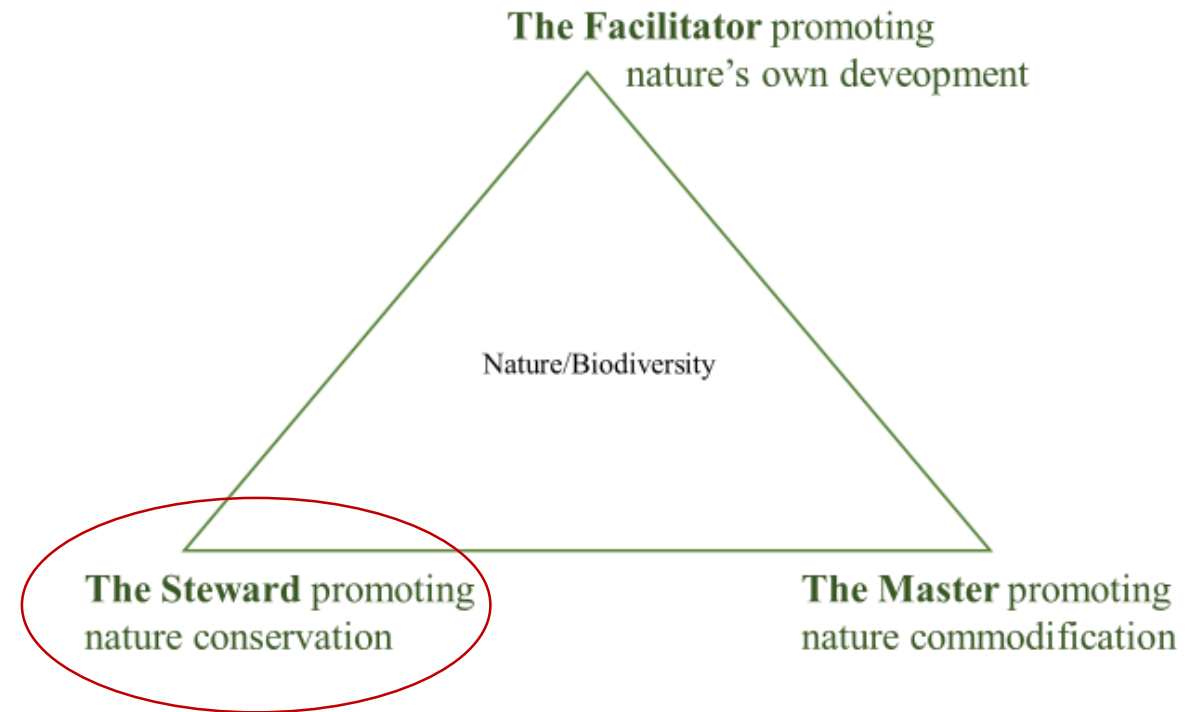 The Facilitator promoting
nature’s own deveopment
Nature/Biodiversity
The Steward promoting
nature conservation
The Master promoting
nature commodification